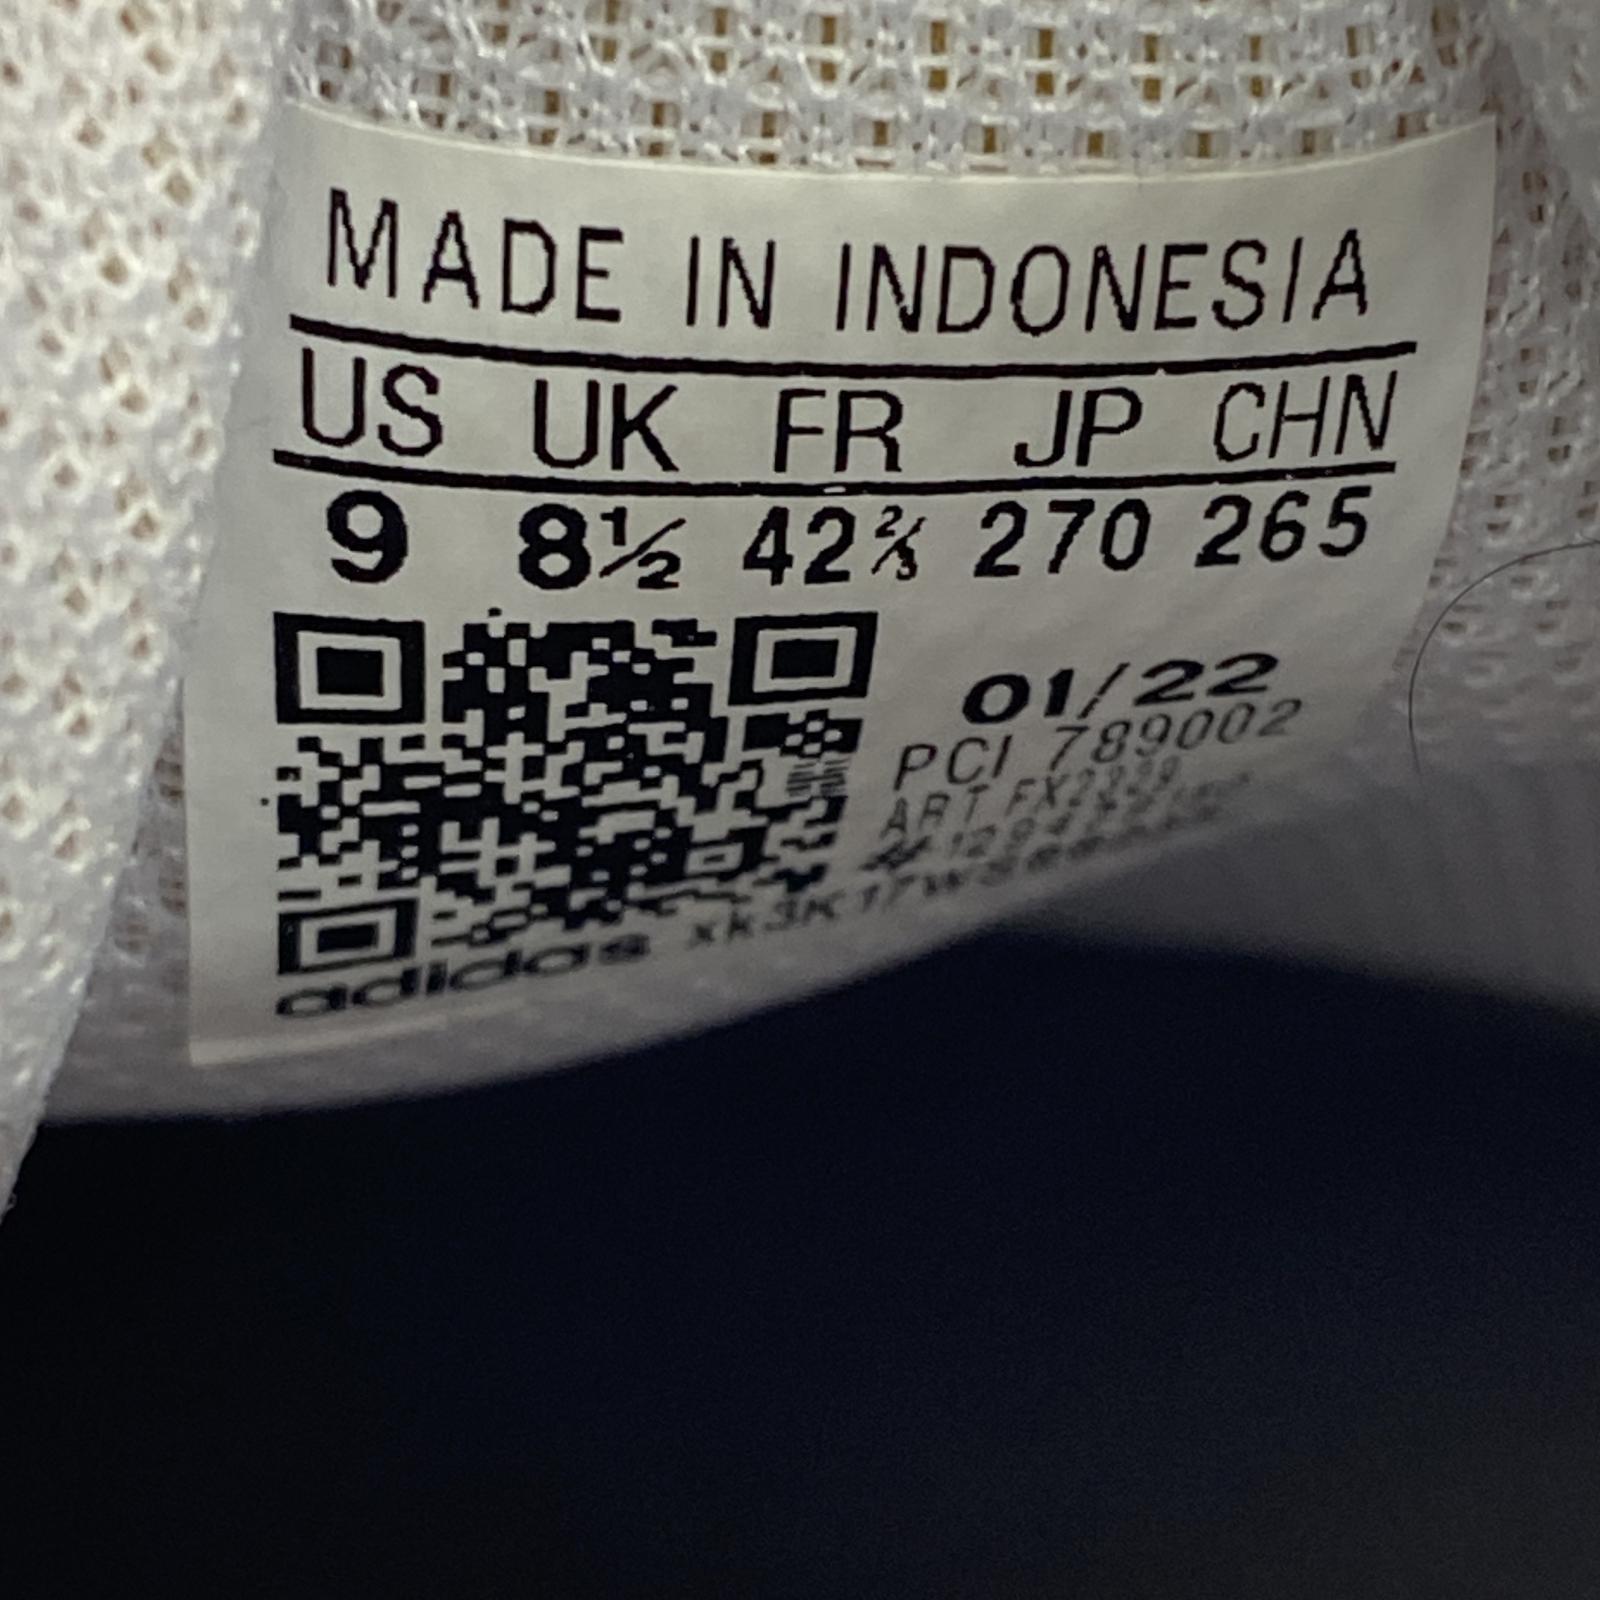 MADE IN INDONESIA
US UK FR JP CHN
9 8½ 42⅔ 270 265
01/22
PCI 789002
ART
adidas